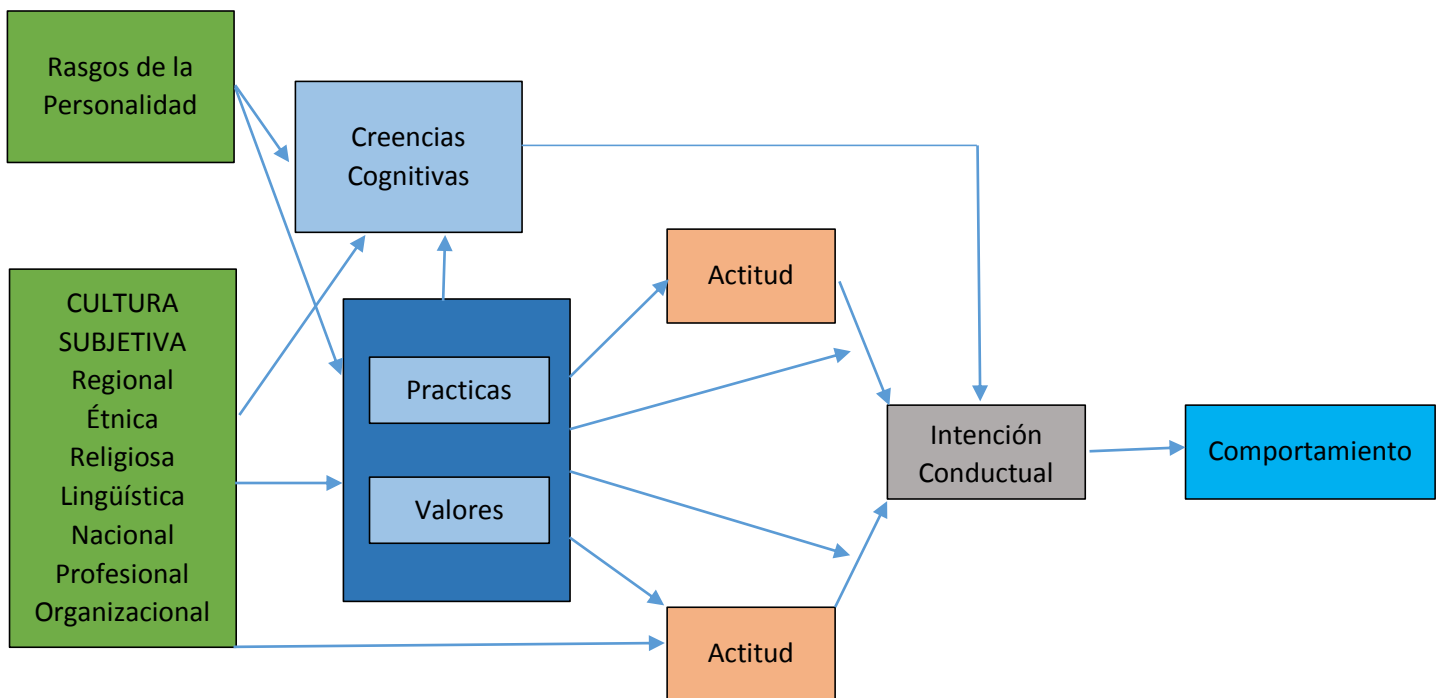 Rasgos de la
Personalidad
Creencias
Cognitivas
CULTURA
SUBJETIVA
Regional
Étnica
Religiosa
Lingüística
Nacional
Profesional
Organizacional
Practicas
Valores
Actitud
Actitud
Intención
Conductual
Comportamiento